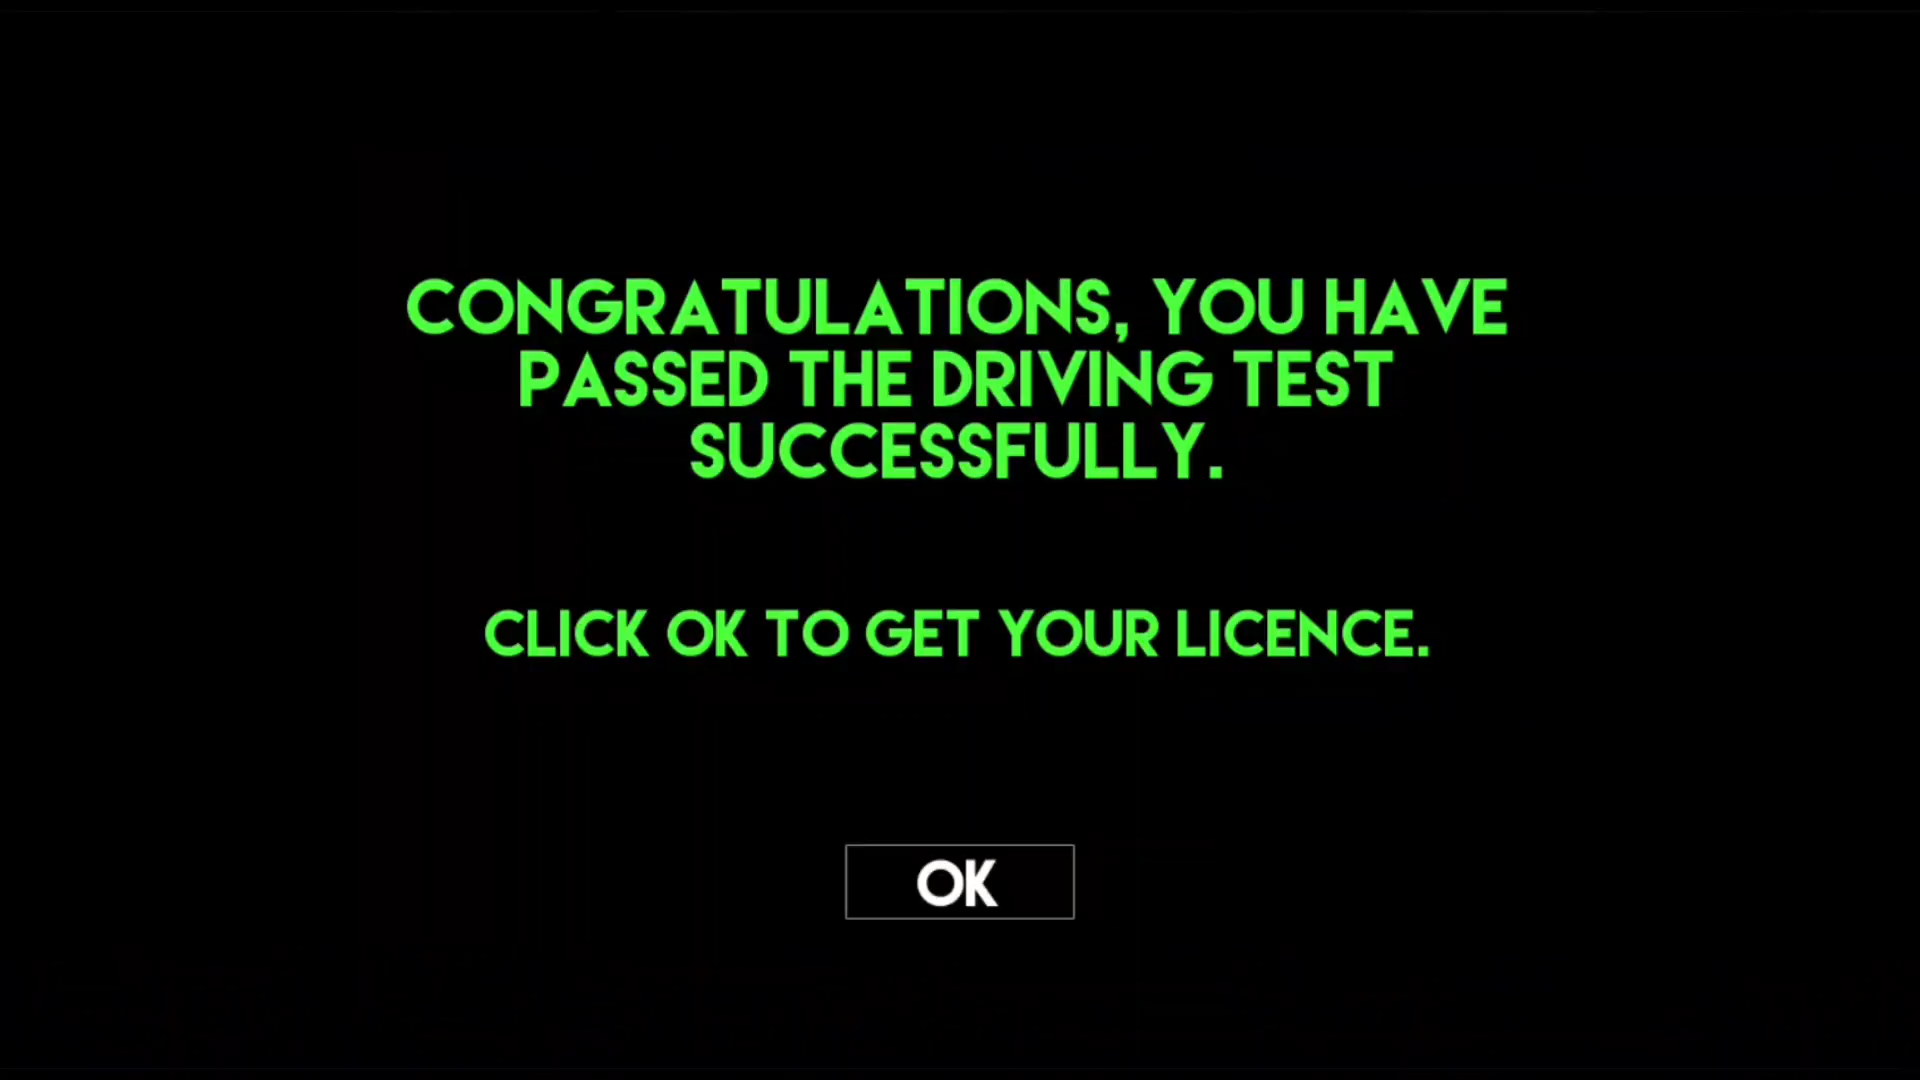 CONGRATULATIONS, YOU HAVE
PASSED THE DRIVING TEST
SUCCESSFULLY.
CLICK OK TO GET YOUR LICENCE.
OK